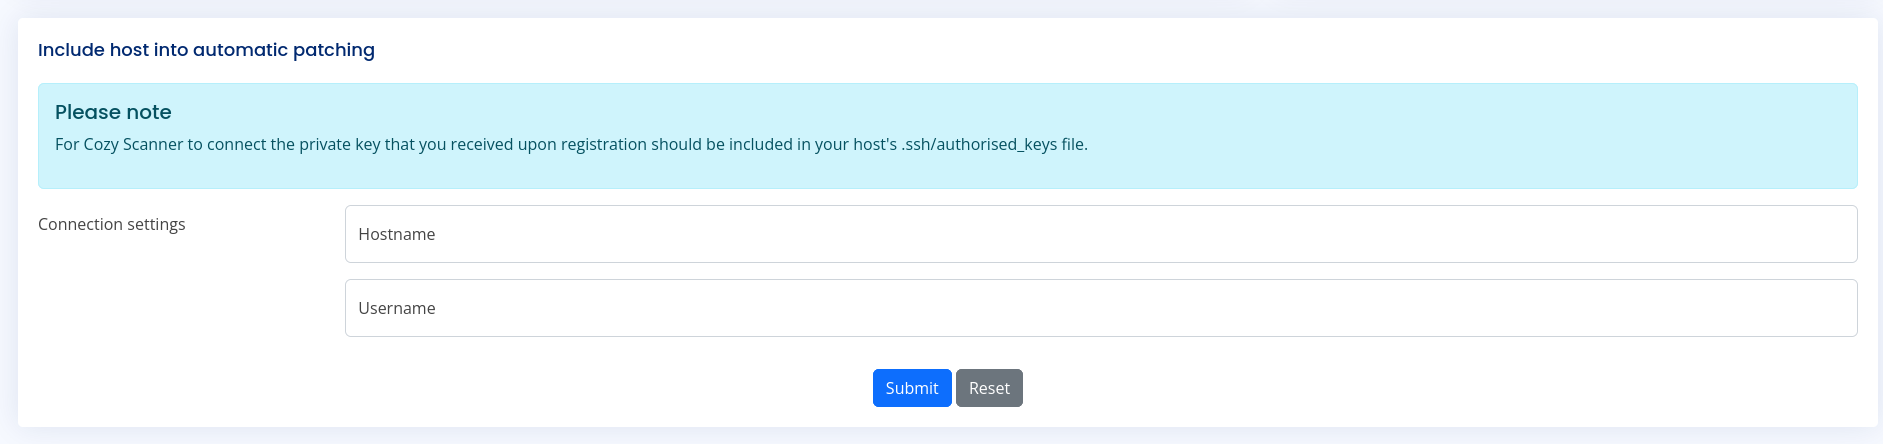 Include host into automatic patching
Please note
For Cozy Scanner to connect the private key that you received upon registration should be included in your host's .ssh/authorised_keys file.
Connection settings
Hostname
Username
Submit Reset